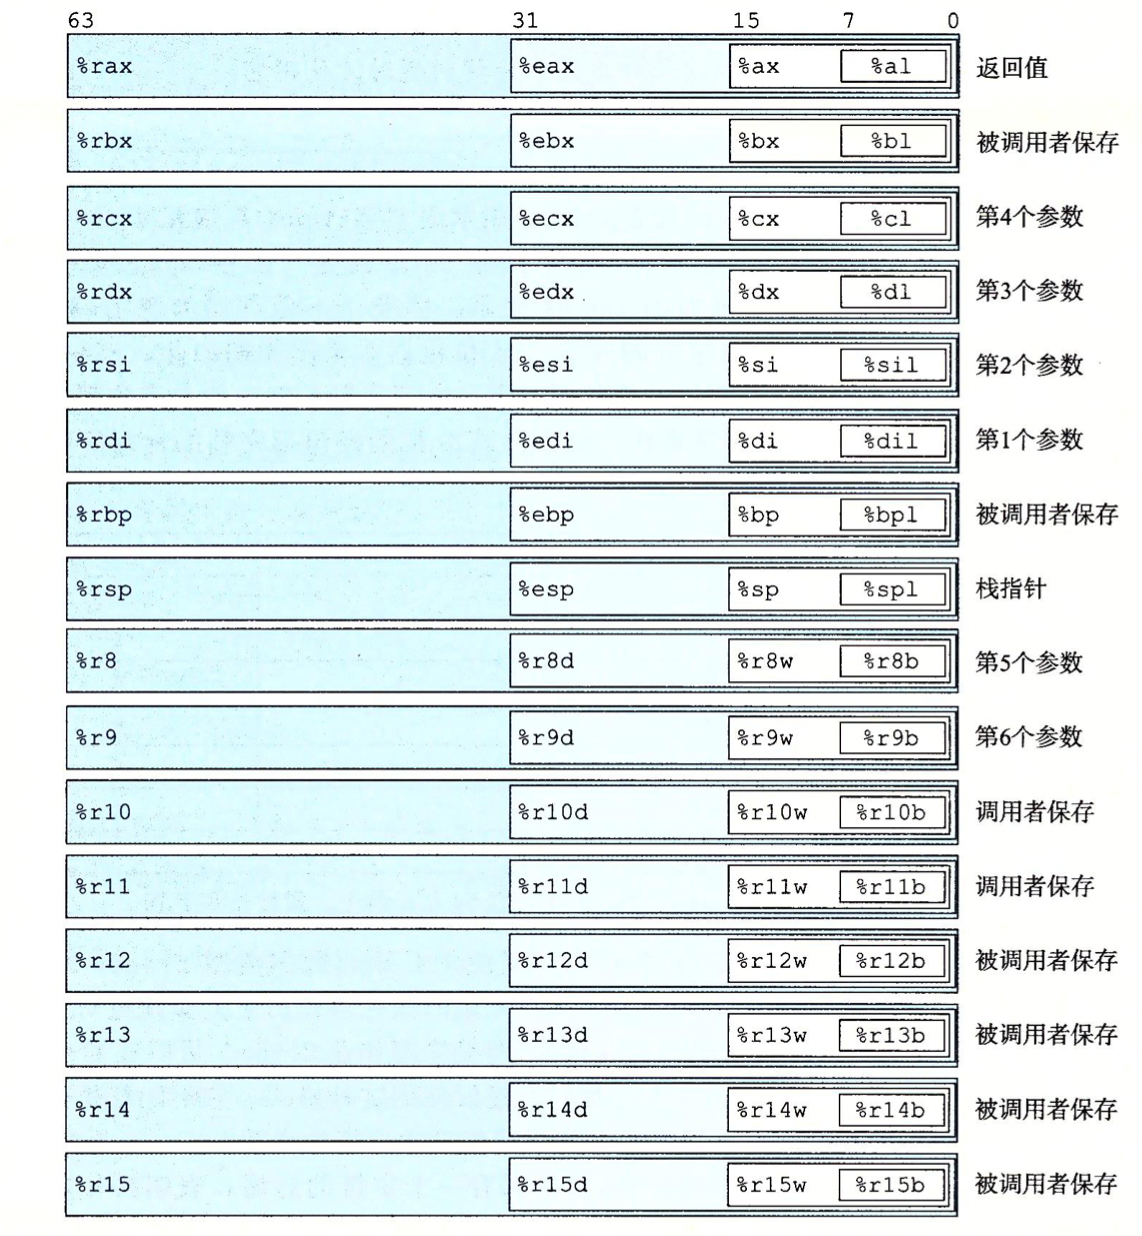 63 31 15 7 0
%rax %eax %ax %al 返回值
%rbx %ebx %bx %bl 被调用者保存
%rcx %ecx %cx %cl 第4个参数
%rdx %edx %dx %dl 第3个参数
%rsi %esi %si %sil 第2个参数
%rdi %edi %di %dil 第1个参数
%rbp %ebp %bp %bpl 被调用者保存
%rsp %esp %sp %spl 栈指针
%r8 %r8d %r8w %r8b 第5个参数
%r9 %r9d %r9w %r9b 第6个参数
%r10 %r10d %r10w %r10b 调用者保存
%r11 %r11d %r11w %r11b 调用者保存
%r12 %r12d %r12w %r12b 被调用者保存
%r13 %r13d %r13w %r13b 被调用者保存
%r14 %r14d %r14w %r14b 被调用者保存
%r15 %r15d %r15w %r15b 被调用者保存